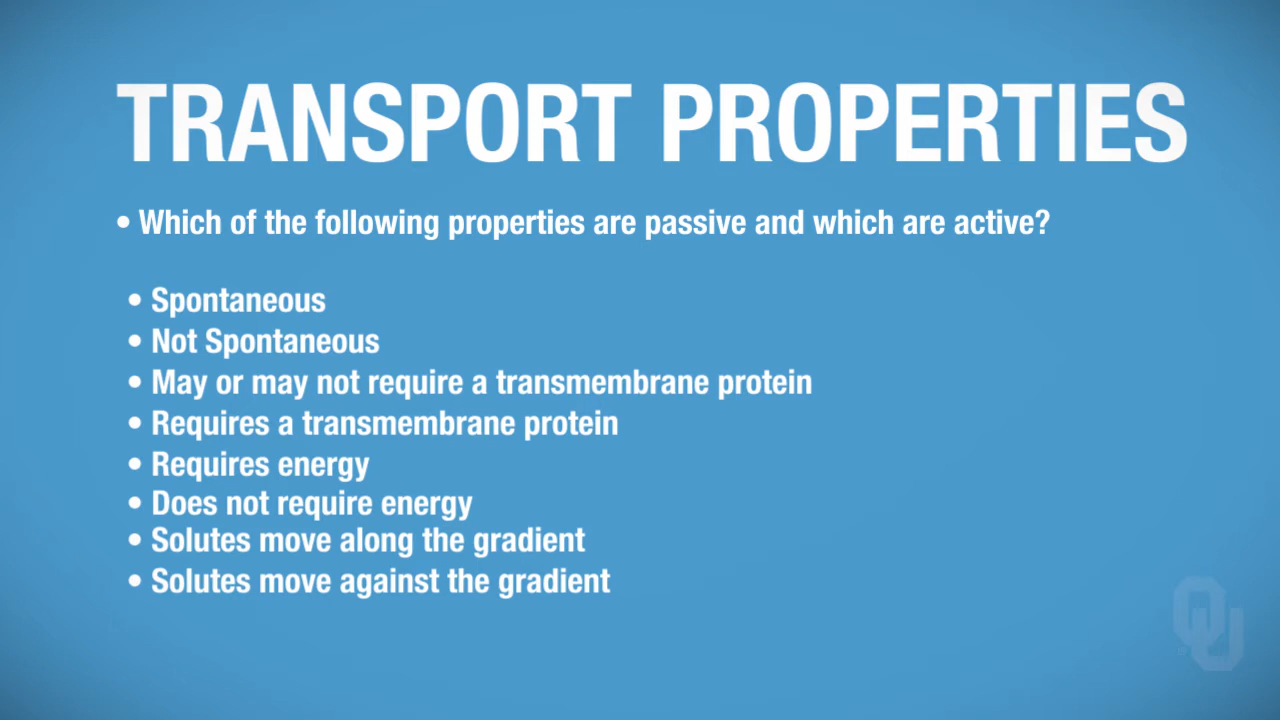 TRANSPORT PROPERTIES
• Which of the following properties are passive and which are active?
• Spontaneous
• Not Spontaneous
• May or may not require a transmembrane protein
• Requires a transmembrane protein
• Requires energy
• Does not require energy
• Solutes move along the gradient
• Solutes move against the gradient
OU